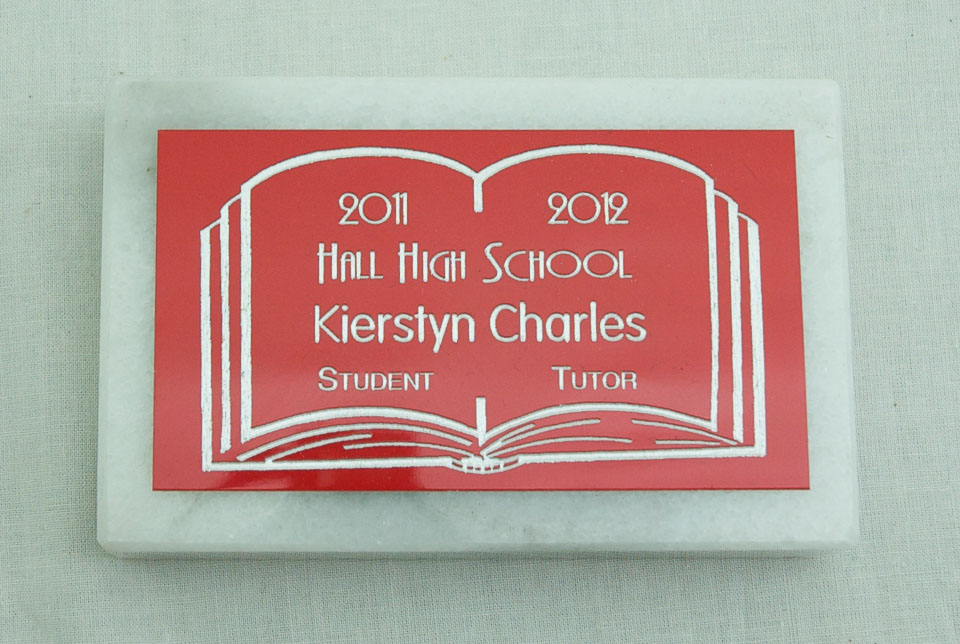 2011 2012
HALL HIGH SCHOOL
Kierstyn Charles
STUDENT TUTOR